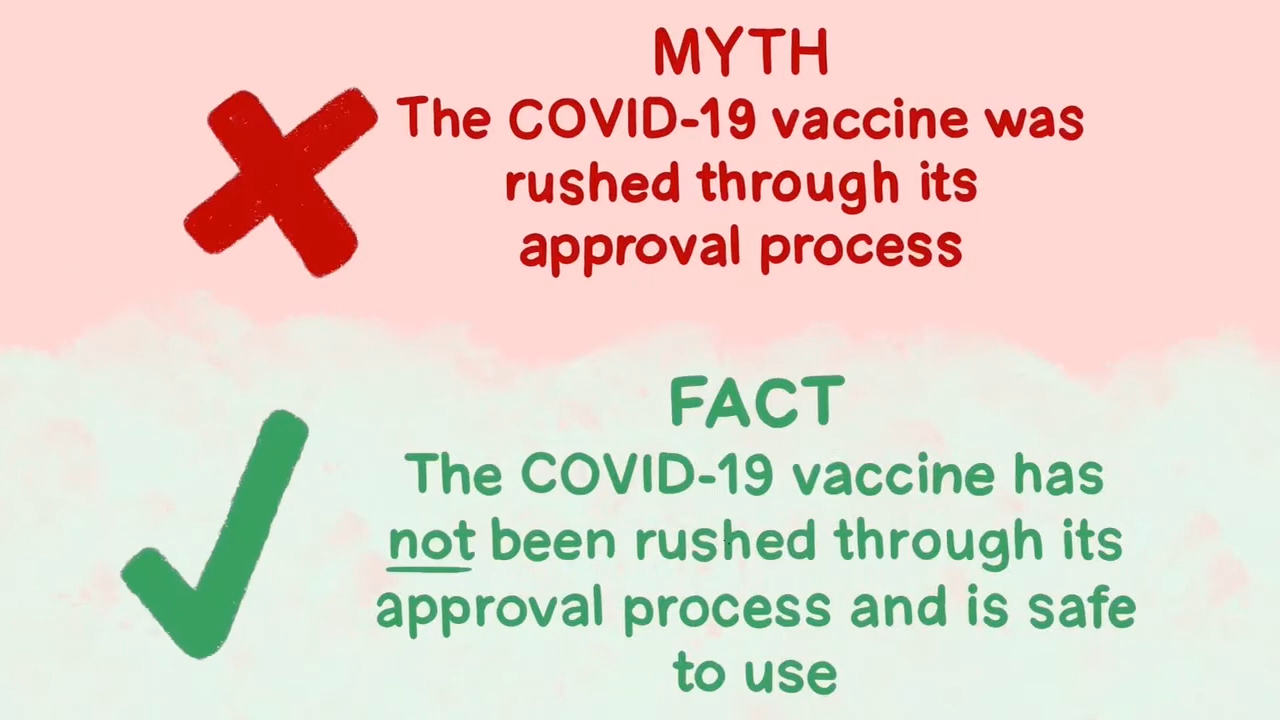 MYTH
The COVID-19 vaccine was
rushed through its
approval process
FACT
The COVID-19 vaccine has
not been rushed through its
approval process and is safe
to use